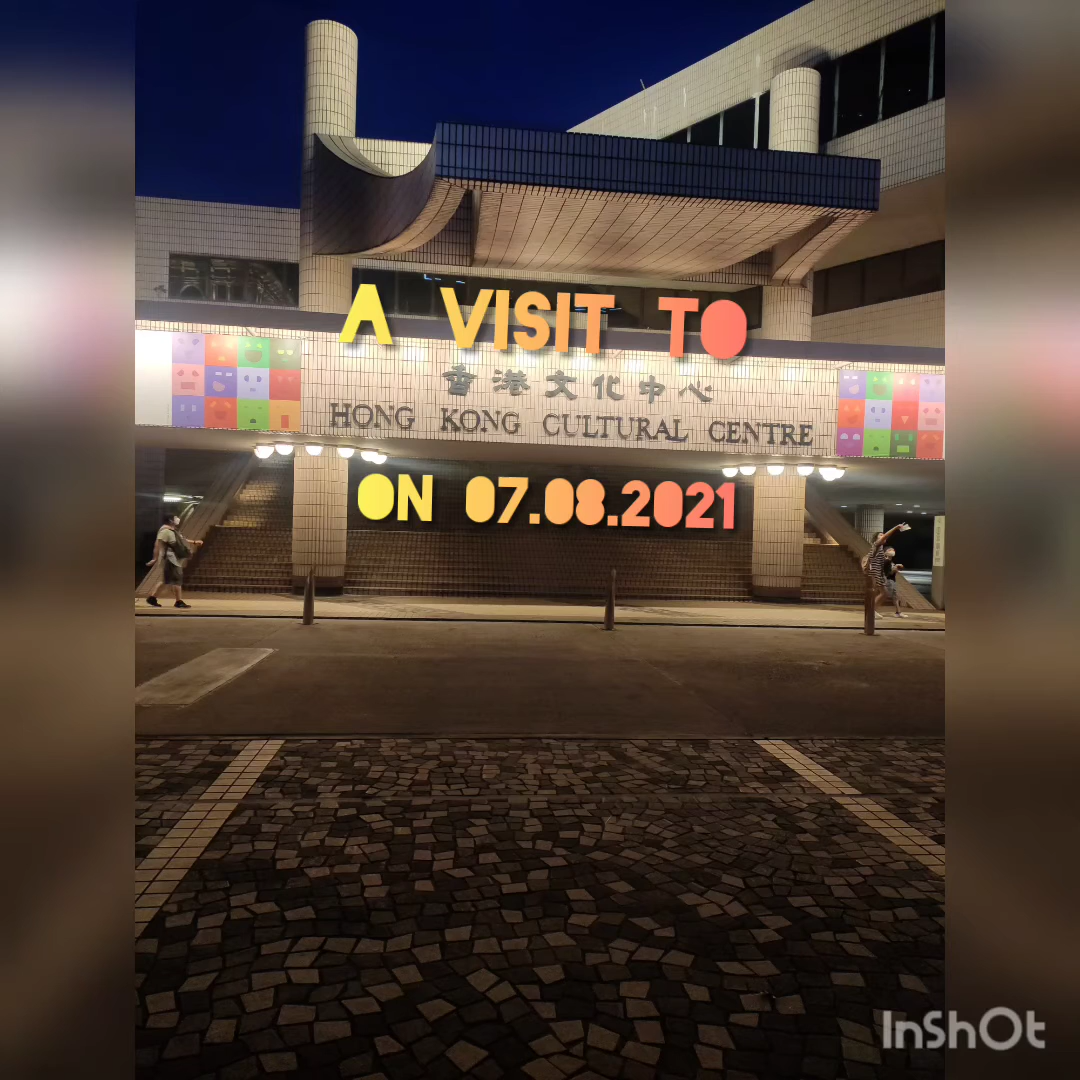 A VISIT TO
香港文化中心
HONG KONG CULTURAL CENTRE
ON 07.08.2021
InShOt